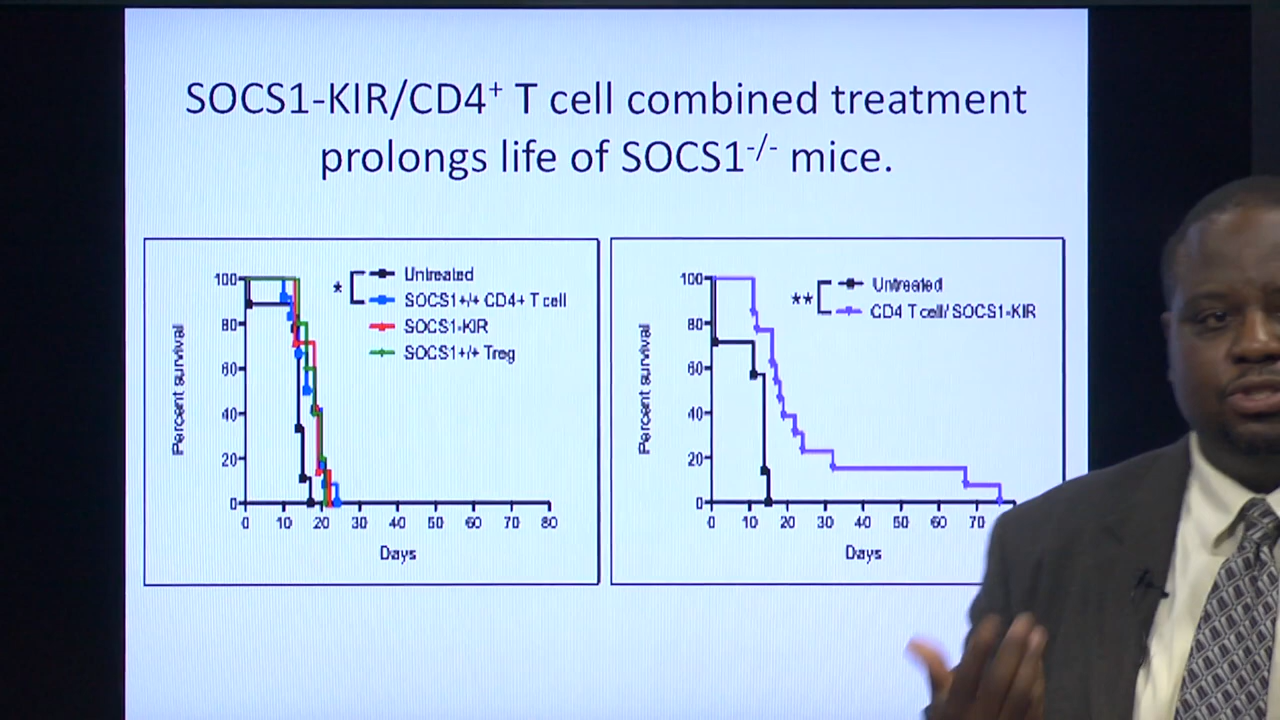 SOCS1-KIR/CD4⁺ T cell combined treatment
prolongs life of SOCS1⁻/⁻ mice.
Percent survival
100
80
60
40
20
0
0 10 20 30 40 50 60 70 80
Days
*
Untreated
SOCS1+/+ CD4+ T cell
SOCS1-KIR
SOCS1+/+ Treg
Percent survival
100
80
60
40
20
0
0 10 20 30 40 50 60 70
Days
**
Untreated
CD4 T cell/ SOCS1-KIR